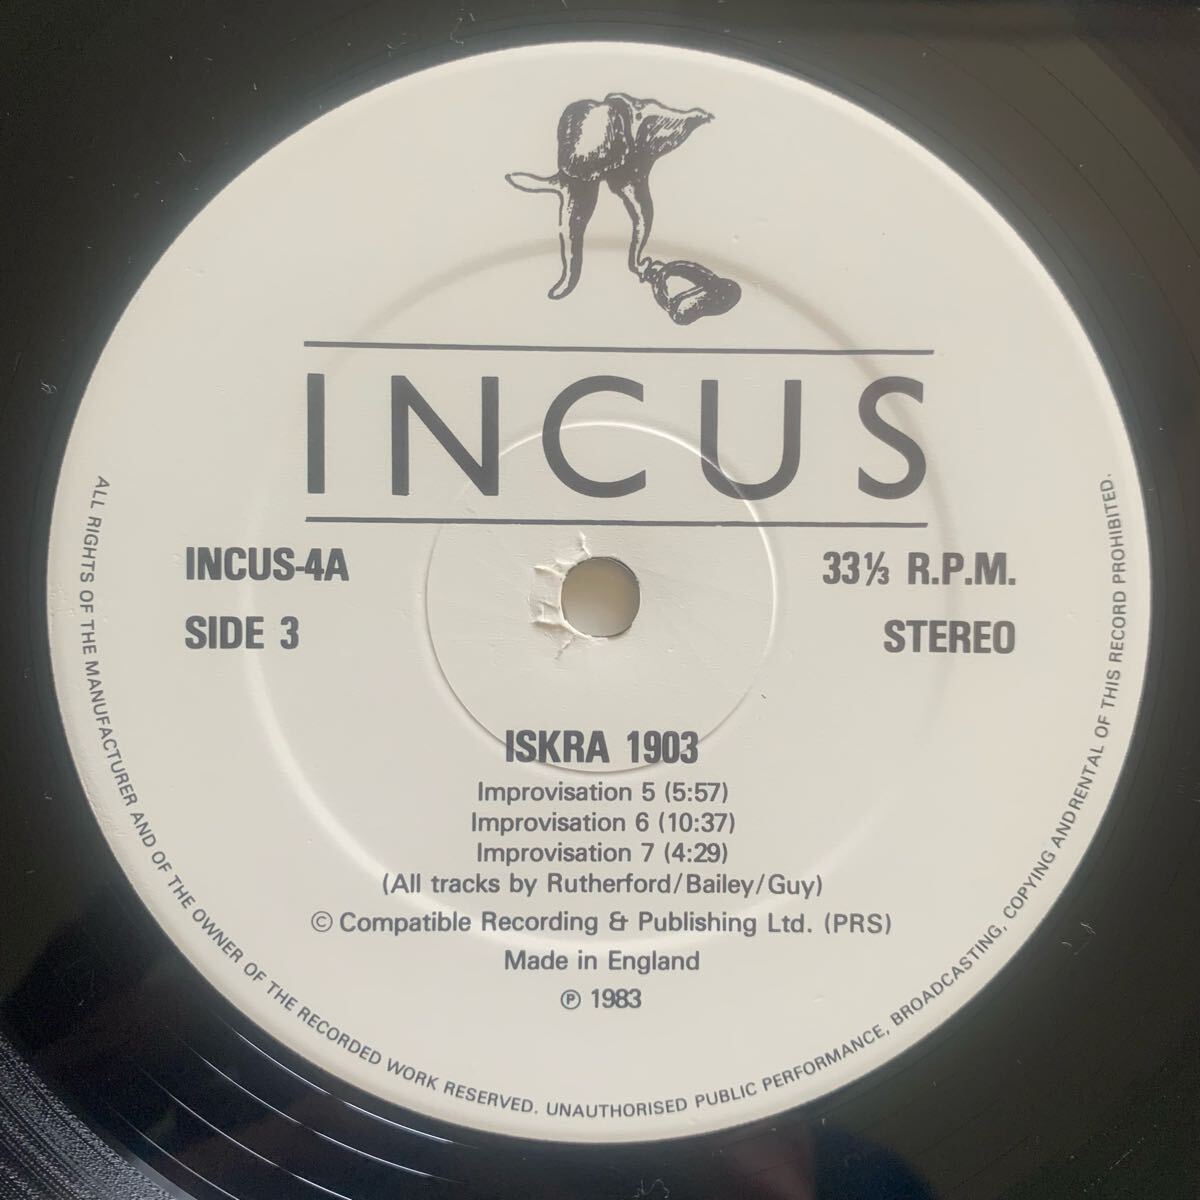 INCUS
INCUS-4A
33⅓ R.P.M.
SIDE 3
STEREO
ISKRA 1903
Improvisation 5 (5:57)
Improvisation 6 (10:37)
Improvisation 7 (4:29)
(All tracks by Rutherford/Bailey/Guy)
© Compatible Recording & Publishing Ltd. (PRS)
Made in England
℗ 1983
ALL RIGHTS OF THE MANUFACTURER AND OF THE OWNER OF THE RECORDED WORK RESERVED. UNAUTHORISED PUBLIC PERFORMANCE, BROADCASTING, COPYING AND RENTAL OF THIS RECORD PROHIBITED.